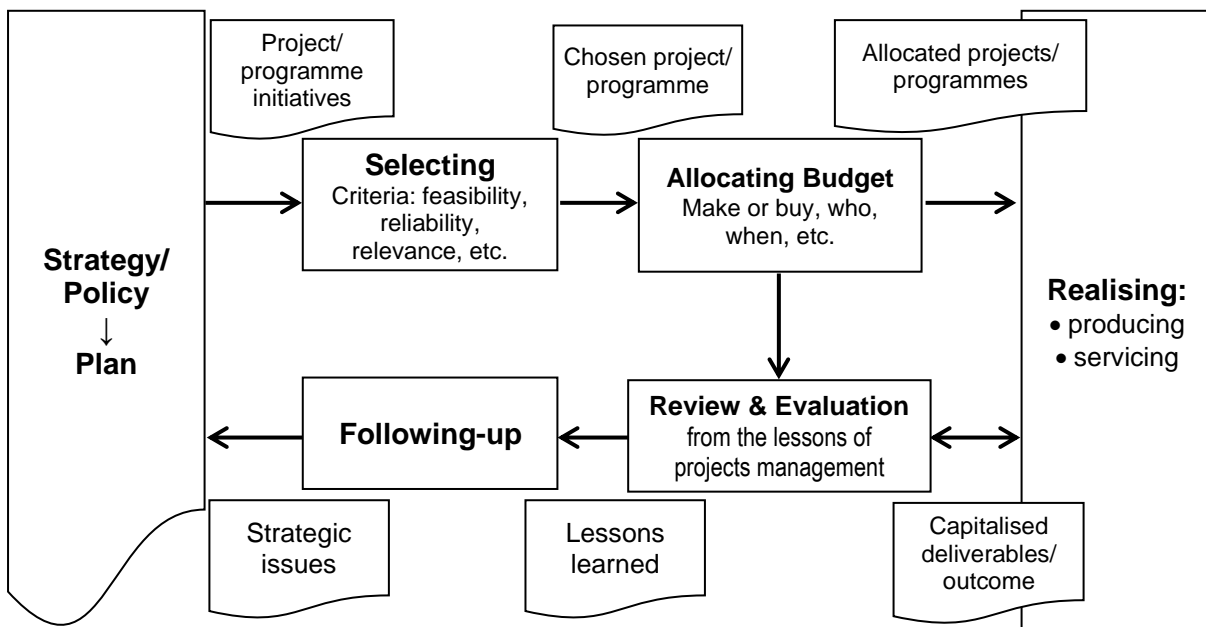 Project/
programme
initiatives
Chosen project/
programme
Allocated projects/
programmes
Selecting
Criteria: feasibility,
reliability,
relevance, etc.
Allocating Budget
Make or buy, who,
when, etc.
Strategy/
Policy
↓
Plan
Realising:
• producing
• servicing
Following-up
Review & Evaluation
from the lessons of
projects management
Strategic
issues
Lessons
learned
Capitalised
deliverables/
outcome